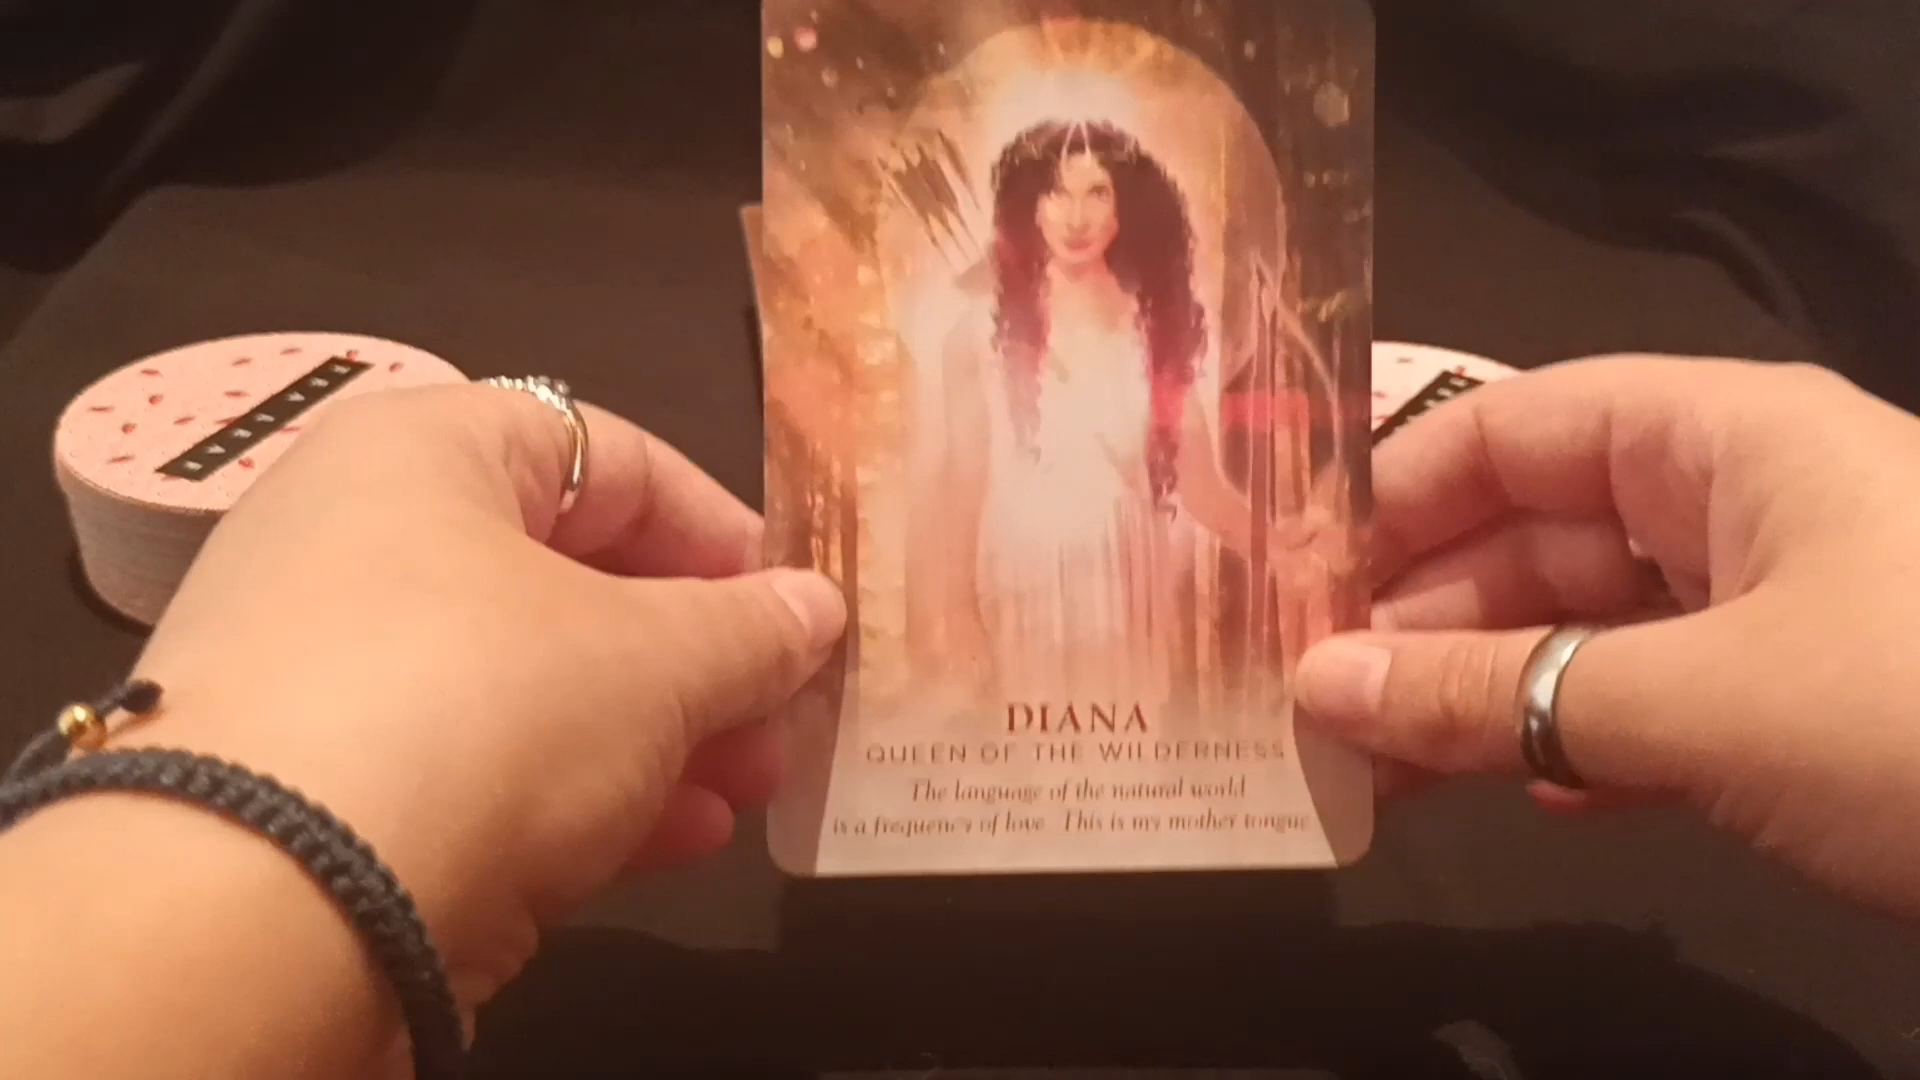 DIANA
QUEEN OF THE WILDERNESS
The language of the natural world
is a frequency of love. This is my mother tongue